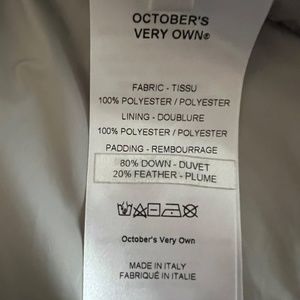 OCTOBER'S
VERY OWN®
FABRIC - TISSU
100% POLYESTER / POLYESTER
LINING - DOUBLURE
100% POLYESTER / POLYESTER
PADDING - REMBOURRAGE
80% DOWN - DUVET
20% FEATHER - PLUME
October's Very Own
MADE IN ITALY
FABRIQUÉ EN ITALIE